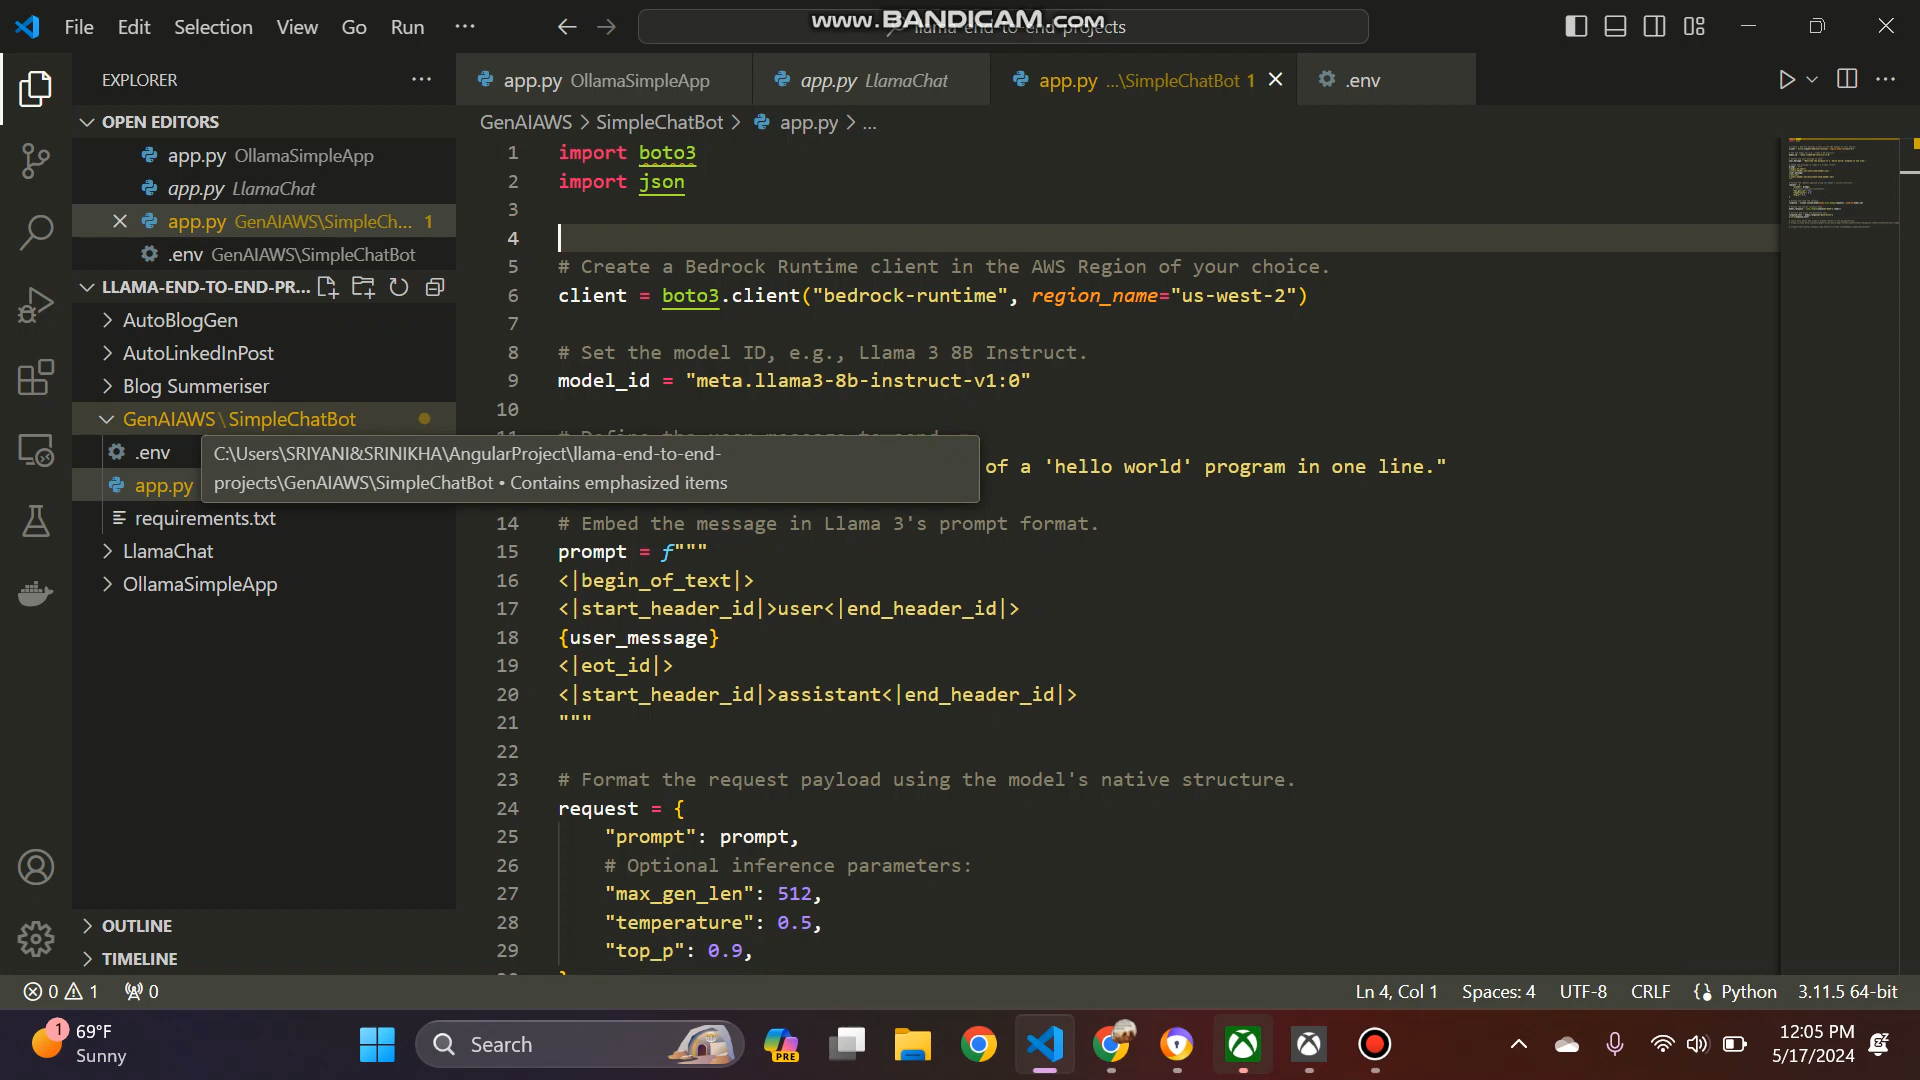 File Edit Selection View Go Run ···
www.BANDICAM.com
llama-end-to-end-projects
EXPLORER
OPEN EDITORS
app.py OllamaSimpleApp
app.py LlamaChat
app.py GenAIAWS\SimpleCh... 1
.env GenAIAWS\SimpleChatBot
LLAMA-END-TO-END-PR...
AutoBlogGen
AutoLinkedInPost
Blog Summeriser
GenAIAWS\SimpleChatBot
.env
app.py
requirements.txt
LlamaChat
OllamaSimpleApp
OUTLINE
TIMELINE
C:\Users\SRIYANI&SRINIKHA\AngularProject\llama-end-to-end-
projects\GenAIAWS\SimpleChatBot • Contains emphasized items
app.py OllamaSimpleApp
app.py LlamaChat
app.py ...\SimpleChatBot 1
.env
GenAIAWS > SimpleChatBot > app.py > ...
1 import boto3
2 import json
3
4
5 # Create a Bedrock Runtime client in the AWS Region of your choice.
6 client = boto3.client("bedrock-runtime", region_name="us-west-2")
7
8 # Set the model ID, e.g., Llama 3 8B Instruct.
9 model_id = "meta.llama3-8b-instruct-v1:0"
10
of a 'hello world' program in one line."
14 # Embed the message in Llama 3's prompt format.
15 prompt = f"""
16 <|begin_of_text|>
17 <|start_header_id|>user<|end_header_id|>
18 {user_message}
19 <|eot_id|>
20 <|start_header_id|>assistant<|end_header_id|>
21 """
22
23 # Format the request payload using the model's native structure.
24 request = {
25 "prompt": prompt,
26 # Optional inference parameters:
27 "max_gen_len": 512,
28 "temperature": 0.5,
29 "top_p": 0.9,
0 1 0
Ln 4, Col 1 Spaces: 4 UTF-8 CRLF Python 3.11.5 64-bit
1
69°F
Sunny
Search
PRE
12:05 PM
5/17/2024